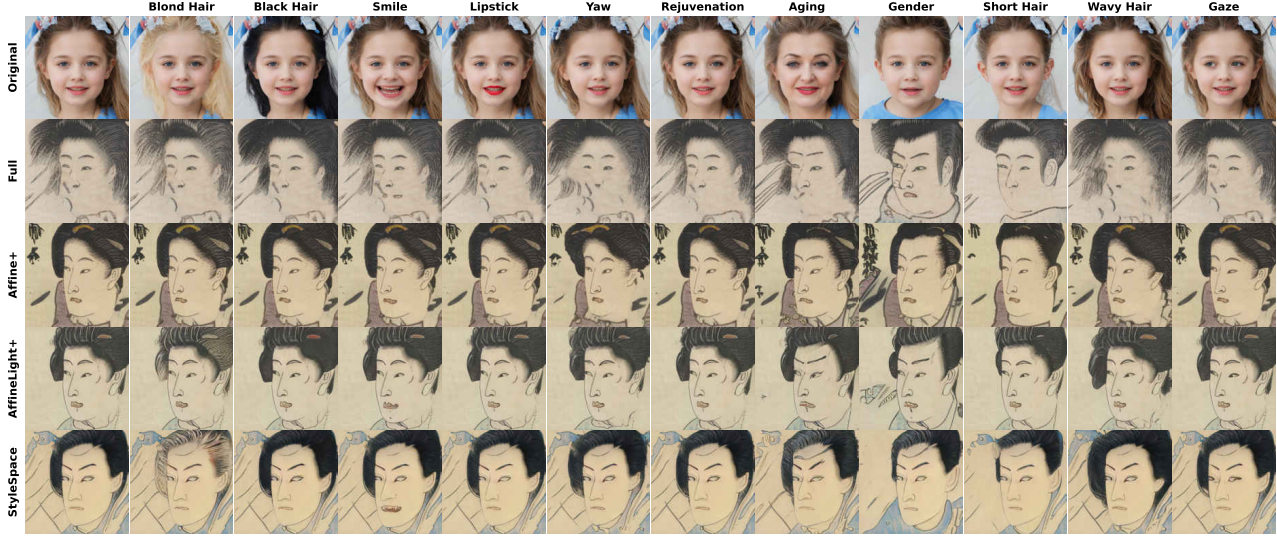 Blond Hair Black Hair Smile Lipstick Yaw Rejuvenation Aging Gender Short Hair Wavy Hair Gaze
Original
Full
Affine+
AffineLight+
StyleSpace